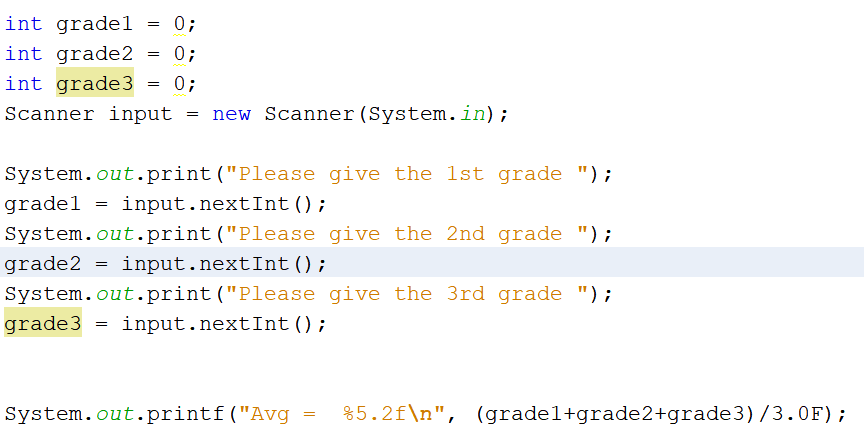 int grade1 = 0;
int grade2 = 0;
int grade3 = 0;
Scanner input = new Scanner(System.in);
System.out.print("Please give the 1st grade ");
grade1 = input.nextInt();
System.out.print("Please give the 2nd grade ");
grade2 = input.nextInt();
System.out.print("Please give the 3rd grade ");
grade3 = input.nextInt();
System.out.printf("Avg =  %5.2f\n", (grade1+grade2+grade3)/3.0F);